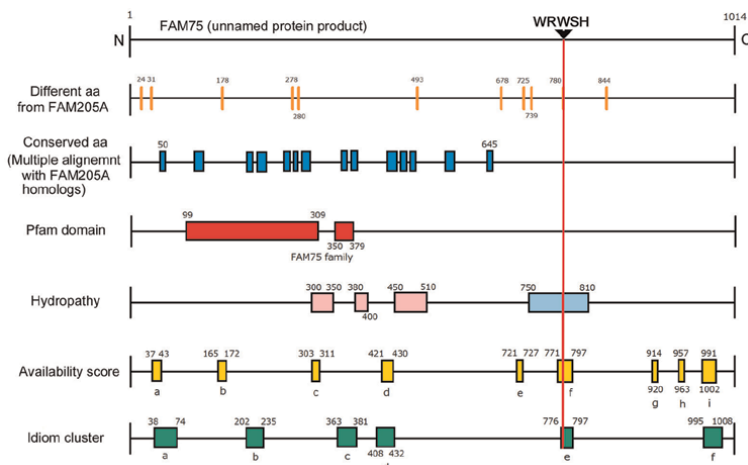 1
FAM75 (unnamed protein product)
WRWSH
1014
N
C
Different aa
from FAM205A
24 31
178
278
280
493
678
725
739
780
844
Conserved aa
(Multiple alignemnt
with FAM205A
homologs)
50
645
Pfam domain
99
309
350 379
FAM75 family
Hydropathy
300 350
380
400
450 510
750
810
Availability score
37 43
165 172
303 311
421 430
721 727
771 797
914
920
957
963
991
1002
a
b
c
d
e
f
g
h
i
Idiom cluster
38 74
202 235
363 381
408 432
776 797
995 1008
a
b
c
e
f